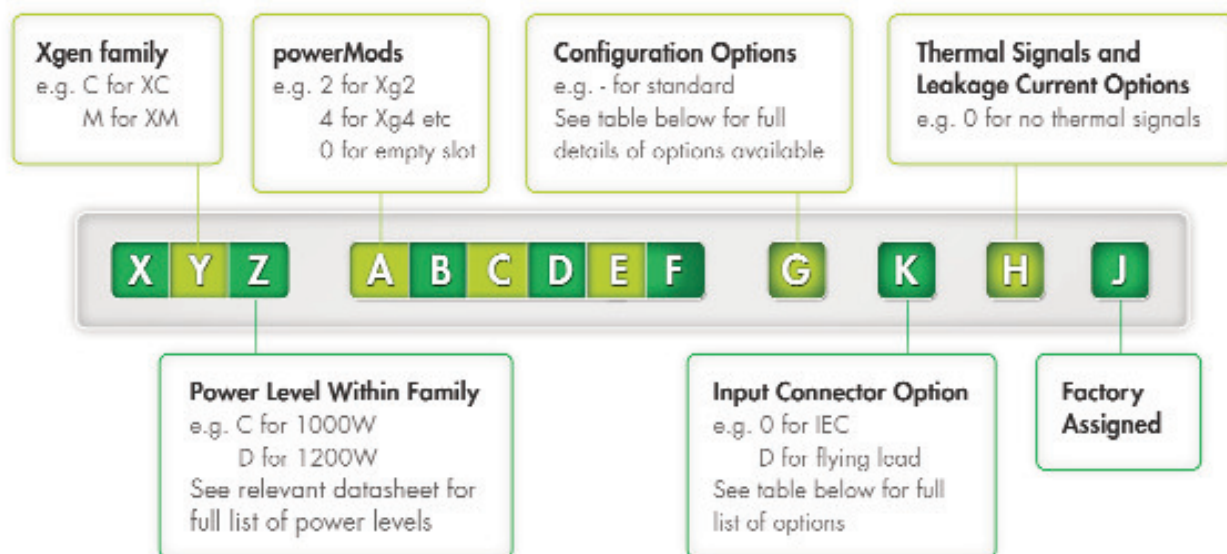 Xgen family
e.g. C for XC
M for XM
powerMods
e.g. 2 for Xg2
4 for Xg4 etc
0 for empty slot
Configuration Options
e.g. - for standard
See table below for full
details of options available
Thermal Signals and
Leakage Current Options
e.g. 0 for no thermal signals
X Y Z A B C D E F G K H J
Power Level Within Family
e.g. C for 1000W
D for 1200W
See relevant datasheet for
full list of power levels
Input Connector Option
e.g. 0 for IEC
D for flying lead
See table below for full
list of options
Factory
Assigned